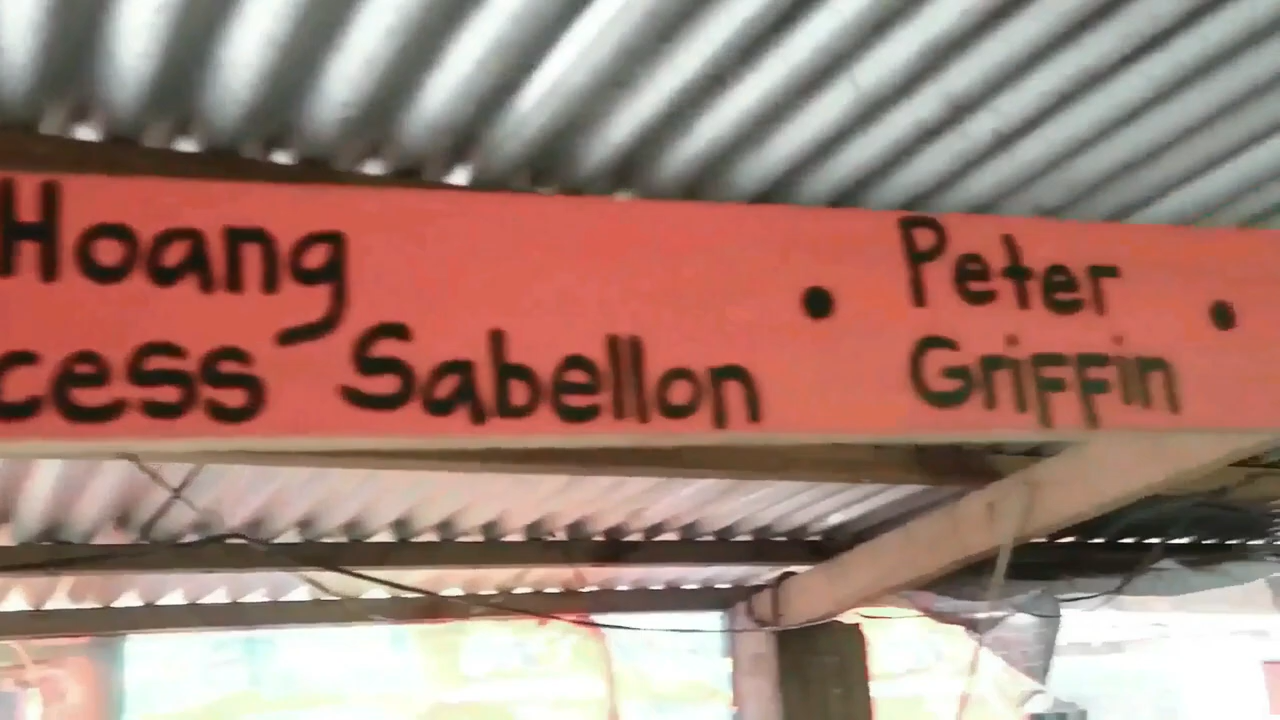 Hoang
cess Sabellon • Peter
Griffin •